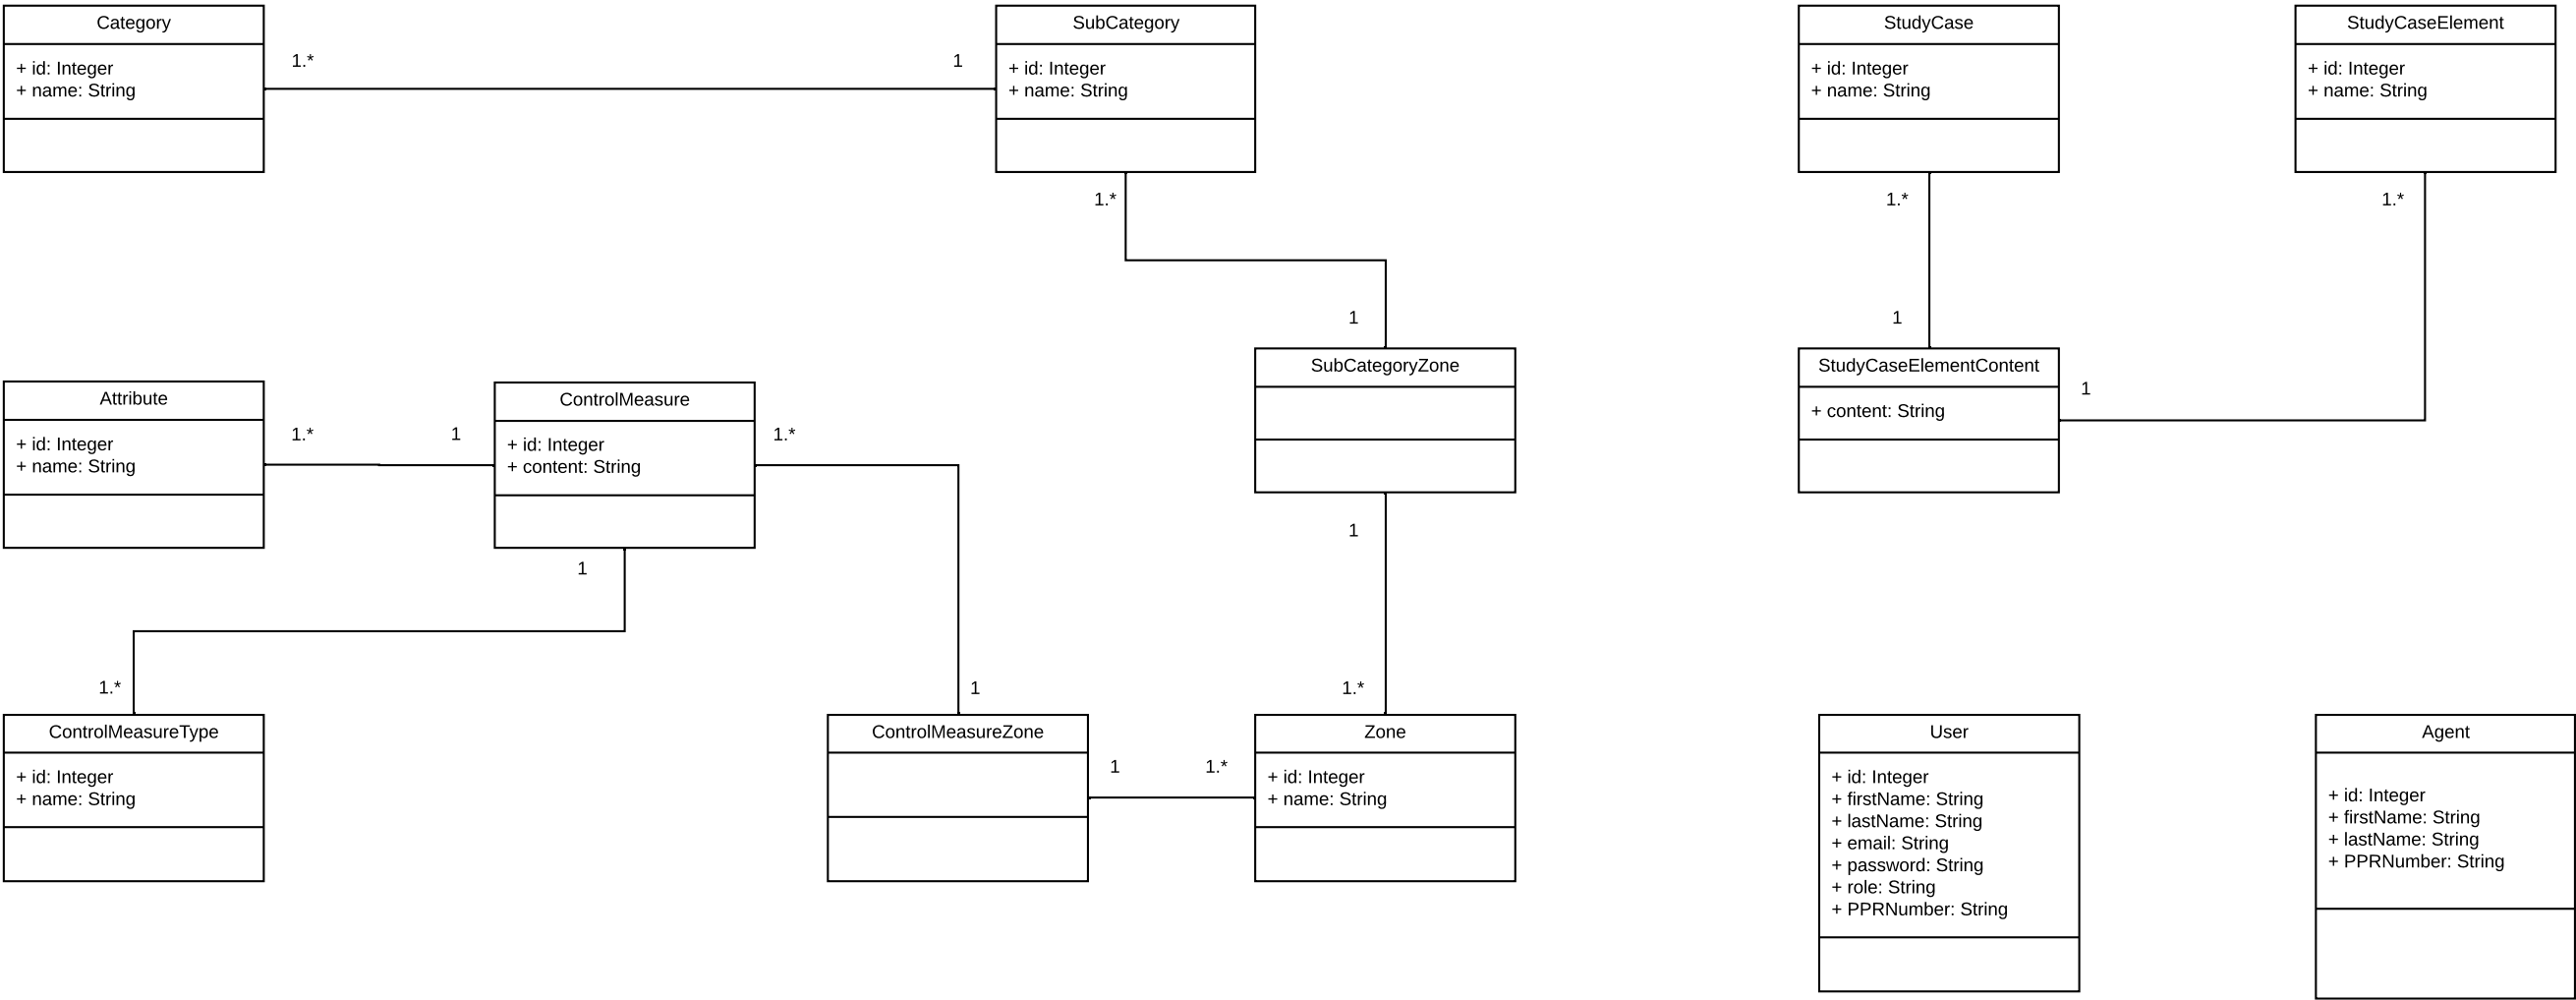 Category
+ id: Integer
+ name: String
1.*
1
SubCategory
+ id: Integer
+ name: String
1.*
1
StudyCase
+ id: Integer
+ name: String
1.*
1
StudyCaseElement
+ id: Integer
+ name: String
1.*
1
SubCategoryZone
1
1.*
StudyCaseElementContent
+ content: String
Attribute
+ id: Integer
+ name: String
1.*
1
ControlMeasure
+ id: Integer
+ content: String
1.*
1
1
1.*
ControlMeasureType
+ id: Integer
+ name: String
ControlMeasureZone
1
1.*
Zone
+ id: Integer
+ name: String
User
+ id: Integer
+ firstName: String
+ lastName: String
+ email: String
+ password: String
+ role: String
+ PPRNumber: String
Agent
+ id: Integer
+ firstName: String
+ lastName: String
+ PPRNumber: String